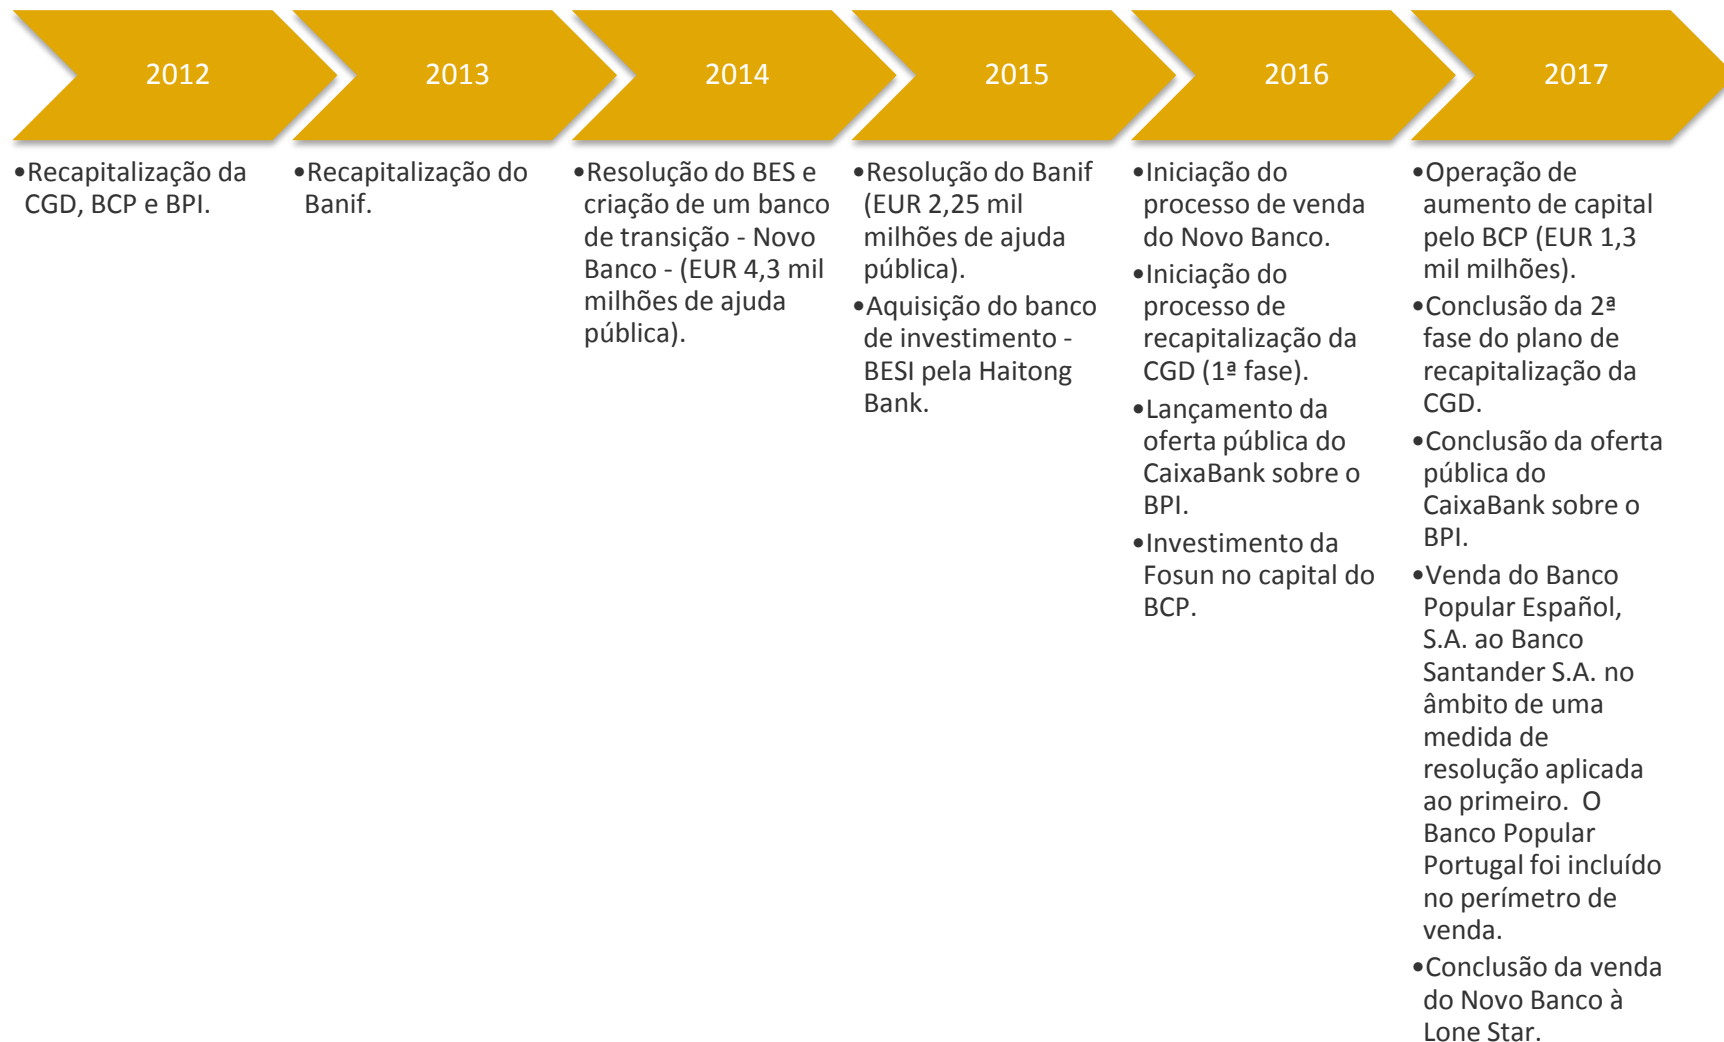 2012
2013
2014
2015
2016
2017
•Recapitalização da
CGD, BCP e BPI.
•Recapitalização do
Banif.
•Resolução do BES e
criação de um banco
de transição - Novo
Banco - (EUR 4,3 mil
milhões de ajuda
pública).
•Resolução do Banif
(EUR 2,25 mil
milhões de ajuda
pública).
•Aquisição do banco
de investimento -
BESI pela Haitong
Bank.
•Iniciação do
processo de venda
do Novo Banco.
•Iniciação do
processo de
recapitalização da
CGD (1ª fase).
•Lançamento da
oferta pública do
CaixaBank sobre o
BPI.
•Investimento da
Fosun no capital do
BCP.
•Operação de
aumento de capital
pelo BCP (EUR 1,3
mil milhões).
•Conclusão da 2ª
fase do plano de
recapitalização da
CGD.
•Conclusão da oferta
pública do
CaixaBank sobre o
BPI.
•Venda do Banco
Popular Español,
S.A. ao Banco
Santander S.A. no
âmbito de uma
medida de
resolução aplicada
ao primeiro.  O
Banco Popular
Portugal foi incluído
no perímetro de
venda.
•Conclusão da venda
do Novo Banco à
Lone Star.